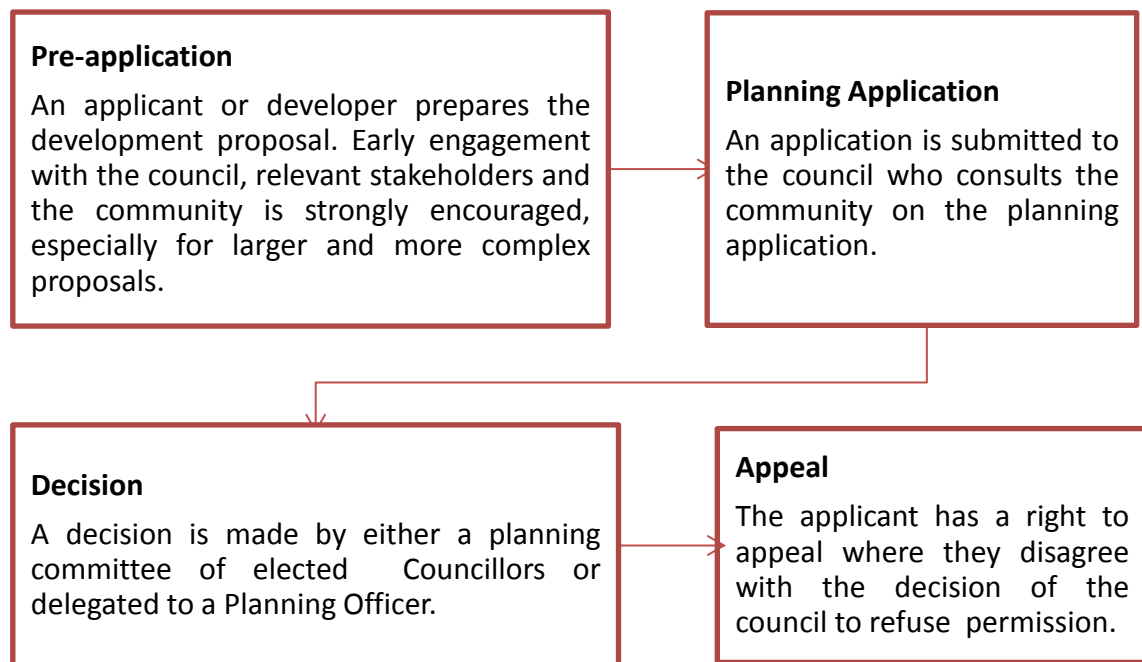 Pre-application
An applicant or developer prepares the
development proposal. Early engagement
with the council, relevant stakeholders and
the community is strongly encouraged,
especially for larger and more complex
proposals.
Planning Application
An application is submitted to
the council who consults the
community on the planning
application.
Decision
A decision is made by either a planning
committee of elected Councillors or
delegated to a Planning Officer.
Appeal
The applicant has a right to
appeal where they disagree
with the decision of the
council to refuse permission.